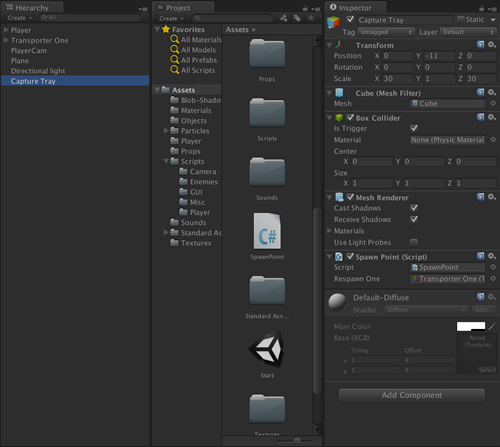 Hierarchy
Create
All
Player
Transporter One
PlayerCam
Plane
Directional light
Capture Tray
Project
Create
Favorites
All Materials
All Models
All Prefabs
All Scripts
Assets
Blob-Shado
Materials
Objects
Particles
Player
Props
Scripts
Camera
Enemies
GUI
Misc
Player
Sounds
Standard As
Textures
Assets
Props
Scripts
Sounds
C#
SpawnPoint
Standard Ass...
Start
Textures
Inspector
Capture Tray Static
Tag Untagged Layer Default
Transform
Position X 0 Y -11 Z 0
Rotation X 0 Y 0 Z 0
Scale X 30 Y 1 Z 30
Cube (Mesh Filter)
Mesh Cube
Box Collider
Is Trigger
Material None (Physic Material
Center
X 0 Y 0 Z 0
Size
X 1 Y 1 Z 1
Mesh Renderer
Cast Shadows
Receive Shadows
Materials
Use Light Probes
Spawn Point (Script)
Script SpawnPoint
Respawn One Transporter One (T
Default-Diffuse
Shader Diffuse Edit...
Main Color
Base (RGB) None
(Texture)
Tiling Offset
x 1 0
y 1 0 Select
Add Component